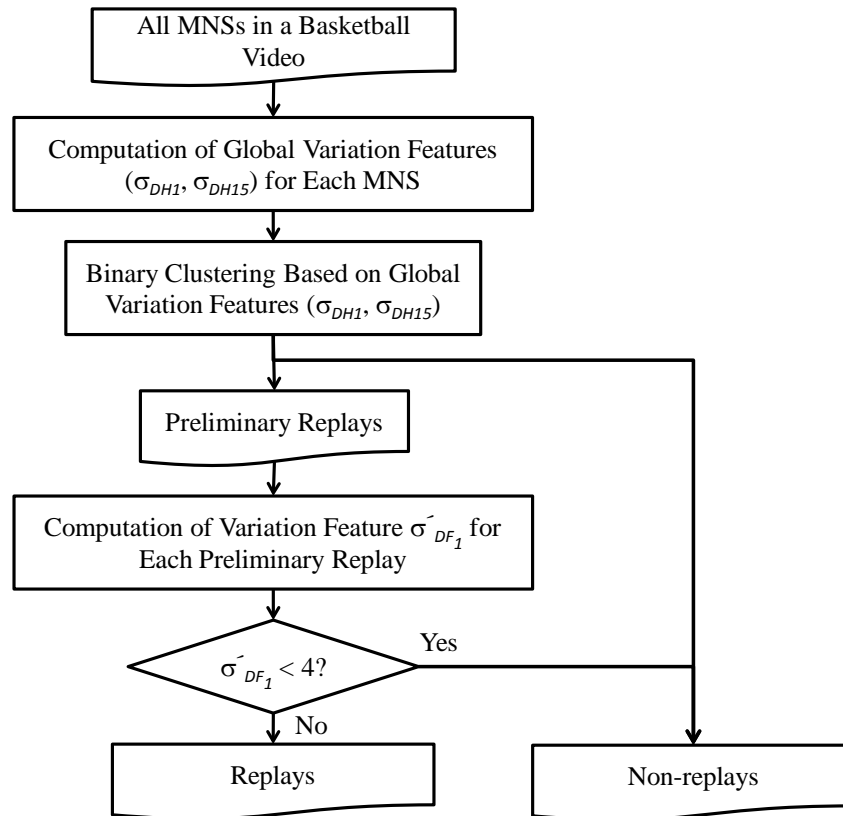 All MNSs in a Basketball
Video
Computation of Global Variation Features
(σDH1, σDH15) for Each MNS
Binary Clustering Based on Global
Variation Features (σDH1, σDH15)
Preliminary Replays
Computation of Variation Feature σ´DF1 for
Each Preliminary Replay
Yes
σ´DF1 < 4?
No
Replays
Non-replays